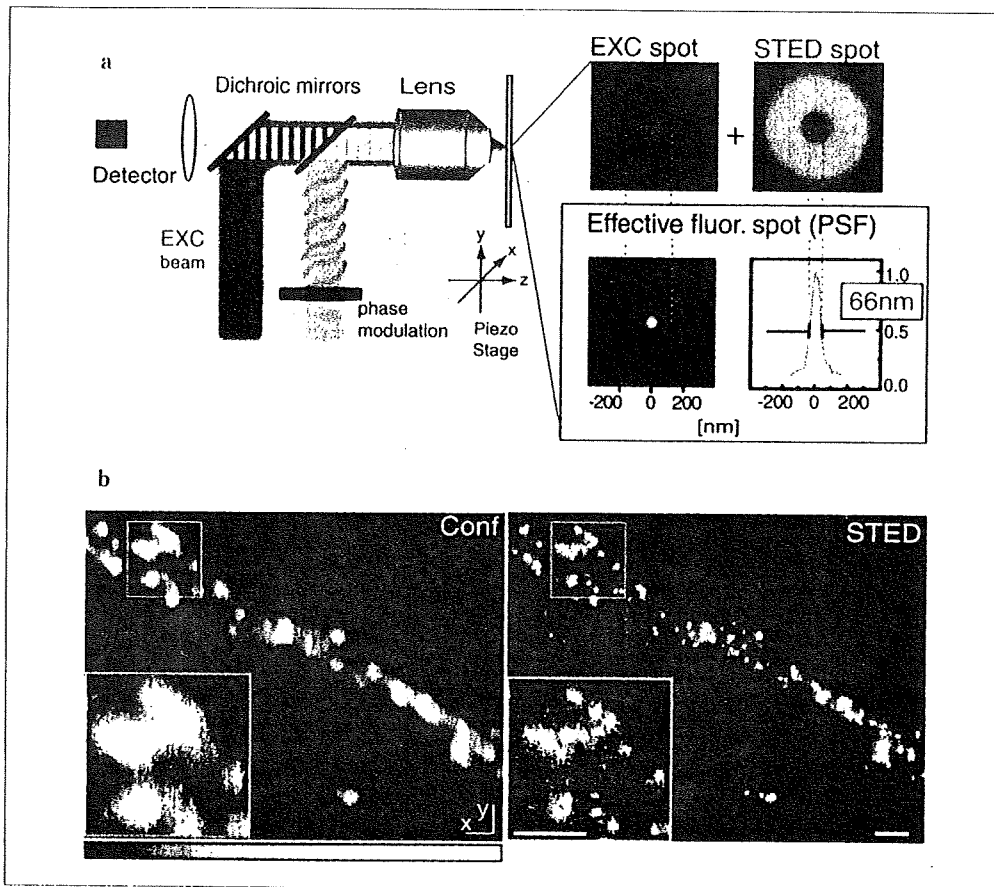 a
EXC spot
STED spot
Dichroic mirrors
Lens
+
Detector
EXC
beam
phase
modulation
y
x
z
Piezo
Stage
Effective fluor. spot (PSF)
1.0
66nm
0.5
0.0
-200 0 200
-200 0 200
[nm]
b
Conf
STED
y
x